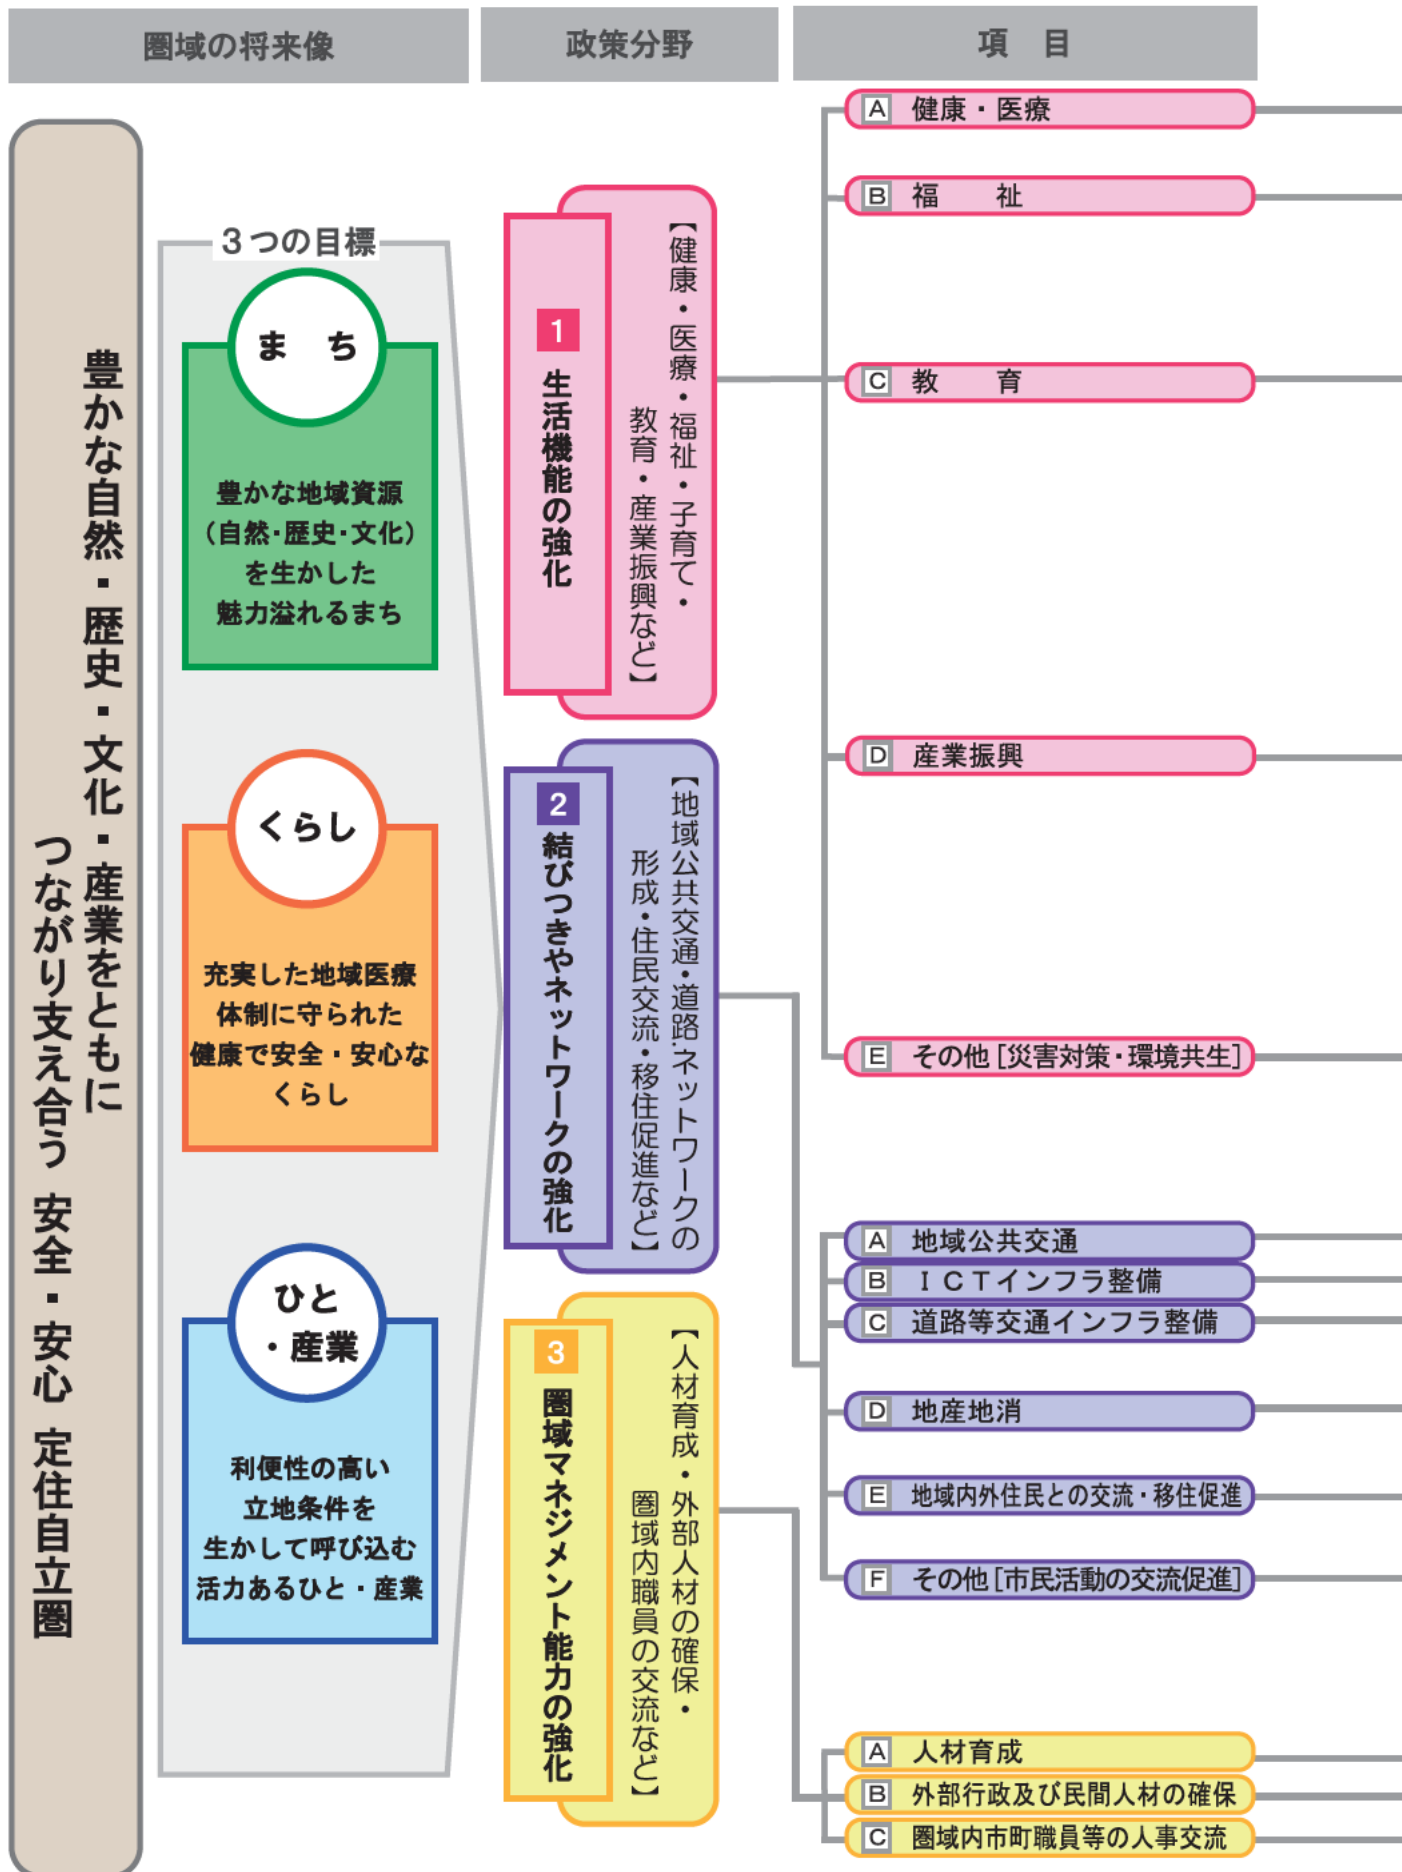 圏域の将来像
政策分野
項　目
豊かな自然・歴史・文化・産業をともに
つながり支え合う 安全・安心 定住自立圏
３つの目標
ま　ち
豊かな地域資源
（自然・歴史・文化）
を生かした
魅力溢れるまち
くらし
充実した地域医療
体制に守られた
健康で安全・安心な
くらし
ひと
・産業
利便性の高い
立地条件を
生かして呼び込む
活力あるひと・産業
1 生活機能の強化
【健康・医療・福祉・子育て・
教育・産業振興など】
2 結びつきやネットワークの強化
【地域公共交通・道路.ネットワークの
形成・住民交流・移住促進など】
3 圏域マネジメント能力の強化
【人材育成・外部人材の確保・
圏域内職員の交流など】
A 健康・医療
B 福　　祉
C 教　　育
D 産業振興
E その他［災害対策・環境共生］
A 地域公共交通
B ＩＣＴインフラ整備
C 道路等交通インフラ整備
D 地産地消
E 地域内外住民との交流・移住促進
F その他［市民活動の交流促進］
A 人材育成
B 外部行政及び民間人材の確保
C 圏域内市町職員等の人事交流